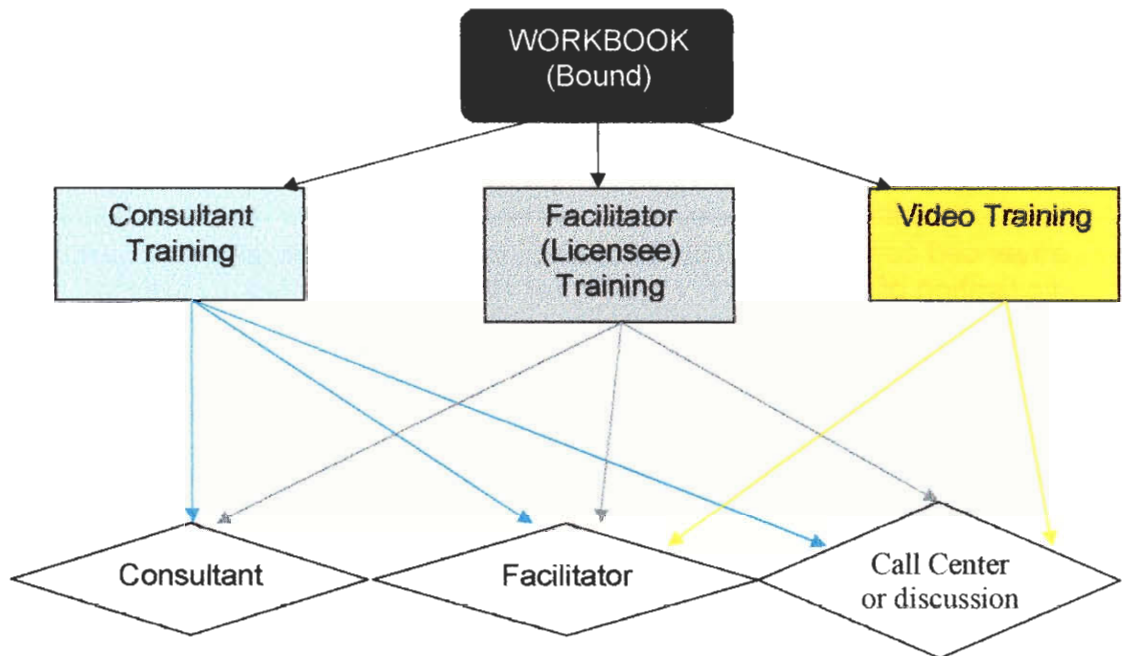 WORKBOOK
(Bound)
Consultant
Training
Facilitator
(Licensee)
Training
Video Training
Consultant
Facilitator
Call Center
or discussion